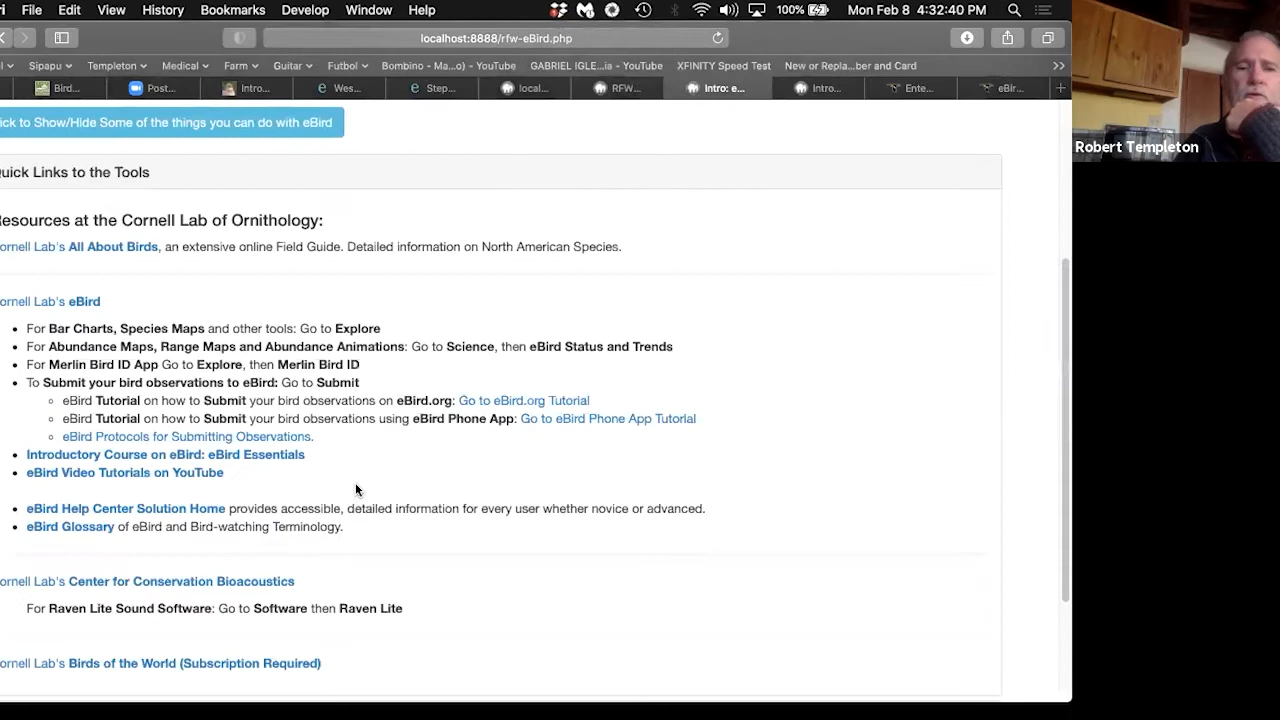 File Edit View History Bookmarks Develop Window Help 100% Mon Feb 8 4:32:40 PM
localhost:8888/rfw-eBird.php
Sipapu Templeton Medical Farm Guitar Futbol Bombino - Ma...o) - YouTube GABRIEL IGLE...ia - YouTube XFINITY Speed Test New or Repla...ber and Card
Bird... Post... Intro... Wes... Step... local... RFW... Intro: e... Intro... Ente... eBir...
ick to Show/Hide Some of the things you can do with eBird
Robert Templeton
uick Links to the Tools
esources at the Cornell Lab of Ornithology:
ornell Lab's All About Birds, an extensive online Field Guide. Detailed information on North American Species.
ornell Lab's eBird
• For Bar Charts, Species Maps and other tools: Go to Explore
• For Abundance Maps, Range Maps and Abundance Animations: Go to Science, then eBird Status and Trends
• For Merlin Bird ID App Go to Explore, then Merlin Bird ID
• To Submit your bird observations to eBird: Go to Submit
◦ eBird Tutorial on how to Submit your bird observations on eBird.org: Go to eBird.org Tutorial
◦ eBird Tutorial on how to Submit your bird observations using eBird Phone App: Go to eBird Phone App Tutorial
◦ eBird Protocols for Submitting Observations.
• Introductory Course on eBird: eBird Essentials
• eBird Video Tutorials on YouTube
• eBird Help Center Solution Home provides accessible, detailed information for every user whether novice or advanced.
• eBird Glossary of eBird and Bird-watching Terminology.
ornell Lab's Center for Conservation Bioacoustics
For Raven Lite Sound Software: Go to Software then Raven Lite
ornell Lab's Birds of the World (Subscription Required)